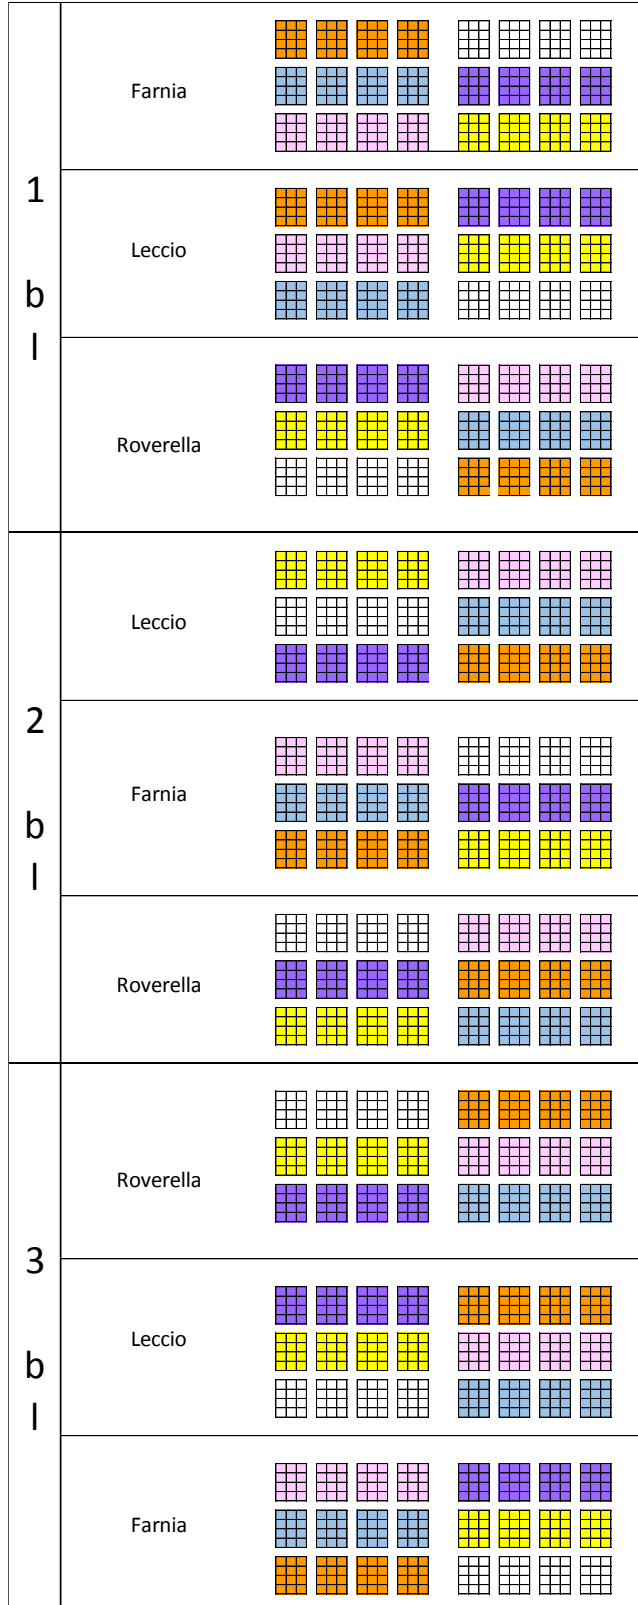 1
b
l
Farnia
Leccio
Roverella
2
b
l
Leccio
Farnia
Roverella
3
b
l
Roverella
Leccio
Farnia